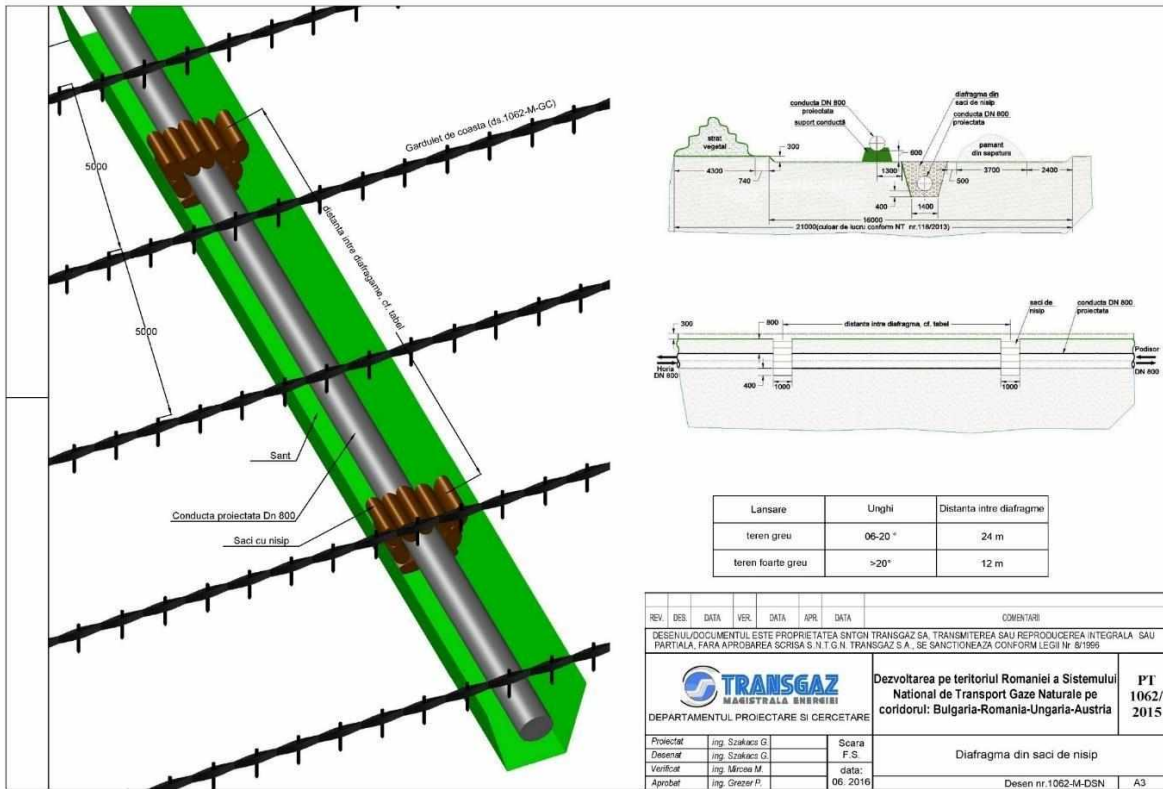 Gardulet de coasta (ds.1062-M-GC)
5000
5000
distanta intre diafragame, cf. tabel
Sant
Conducta proiectata Dn 800
Saci cu nisip
strat
vegetal
conducta DN 800
proiectata
suport conductă
diafragma din
saci de nisip
conducta DN 800
proiectata
pamant
din sapatura
300
600
4300
740
1300
500
3700
2400
400
1400
16000
21000(culuar de lucru conform NT nr.118/2013)
saci de
nisip
conducta DN 800
proiectata
300
800
distanta intre diafragma, cf. tabel
Horia
DN 800
Podisor
DN 800
400
1000
1000
Lansare Unghi Distanta intre diafragme
teren greu 06-20 ° 24 m
teren foarte greu >20° 12 m
REV. DES. DATA VER. DATA APR. DATA COMENTARII
DESENUL/DOCUMENTUL ESTE PROPRIETATEA SNTGN TRANSGAZ SA, TRANSMITEREA SAU REPRODUCEREA INTEGRALA SAU
PARTIALA, FARA APROBAREA SCRISA S.N.T.G.N. TRANSGAZ S.A., SE SANCTIONEAZA CONFORM LEGII Nr. 8/1996
TRANSGAZ
MAGISTRALA ENERGIEI
DEPARTAMENTUL PROIECTARE SI CERCETARE
Dezvoltarea pe teritoriul Romaniei a Sistemului
National de Transport Gaze Naturale pe
coridorul: Bulgaria-Romania-Ungaria-Austria
PT
1062/
2015
Proiectat ing. Szakacs G.
Desenat ing. Szakacs G.
Verificat ing. Mircea M.
Aprobat ing. Grezer P.
Scara
F.S.
data:
06. 2016
Diafragma din saci de nisip
Desen nr.1062-M-DSN A3